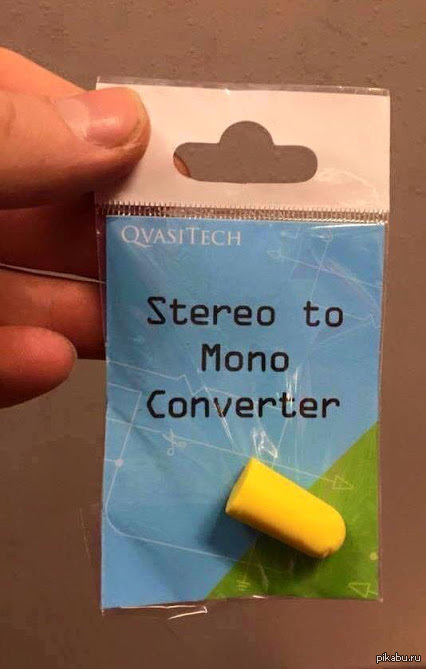 QVASITECH
Stereo to
Mono
Converter
pikabu.ru